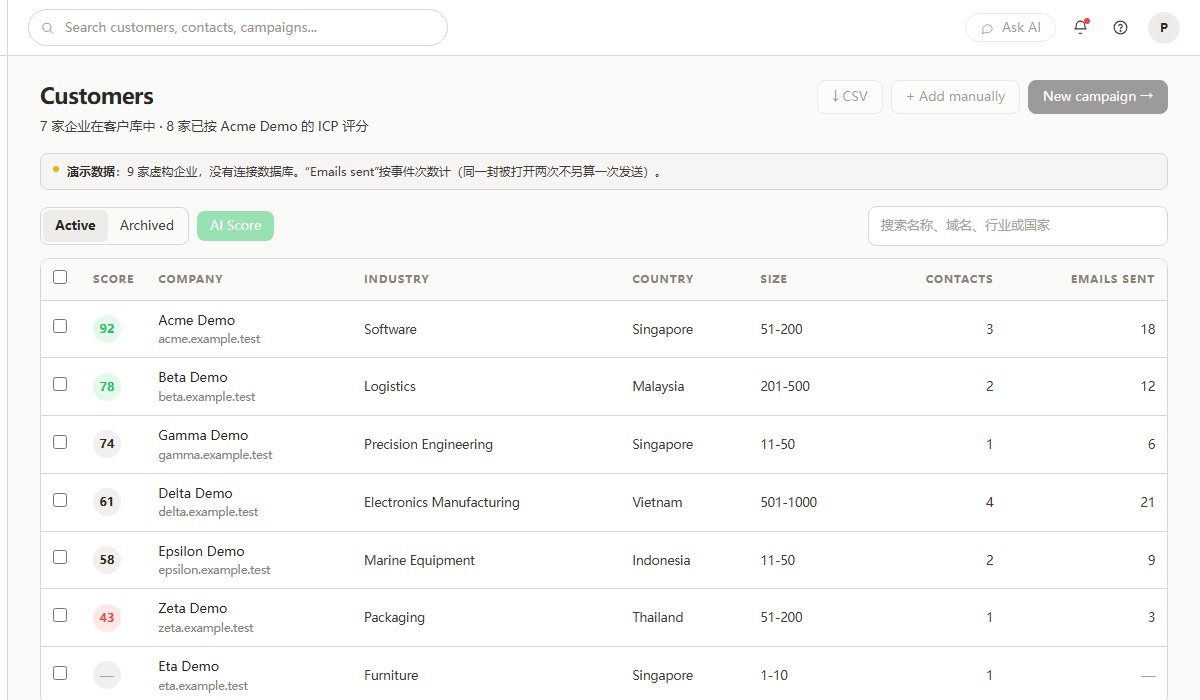 Search customers, contacts, campaigns...
Ask AI
P
Customers
↓ CSV
+ Add manually
New campaign →
7 家企业在客户库中 · 8 家已按 Acme Demo 的 ICP 评分
演示数据：9 家虚构企业，没有连接数据库。“Emails sent”按事件次数计（同一封被打开两次不另算一次发送）。
Active
Archived
AI Score
搜索名称、域名、行业或国家
SCORE COMPANY INDUSTRY COUNTRY SIZE CONTACTS EMAILS SENT
92 Acme Demo Software Singapore 51-200 3 18
acme.example.test
78 Beta Demo Logistics Malaysia 201-500 2 12
beta.example.test
74 Gamma Demo Precision Engineering Singapore 11-50 1 6
gamma.example.test
61 Delta Demo Electronics Manufacturing Vietnam 501-1000 4 21
delta.example.test
58 Epsilon Demo Marine Equipment Indonesia 11-50 2 9
epsilon.example.test
43 Zeta Demo Packaging Thailand 51-200 1 3
zeta.example.test
— Eta Demo Furniture Singapore 1-10 1 —
eta.example.test